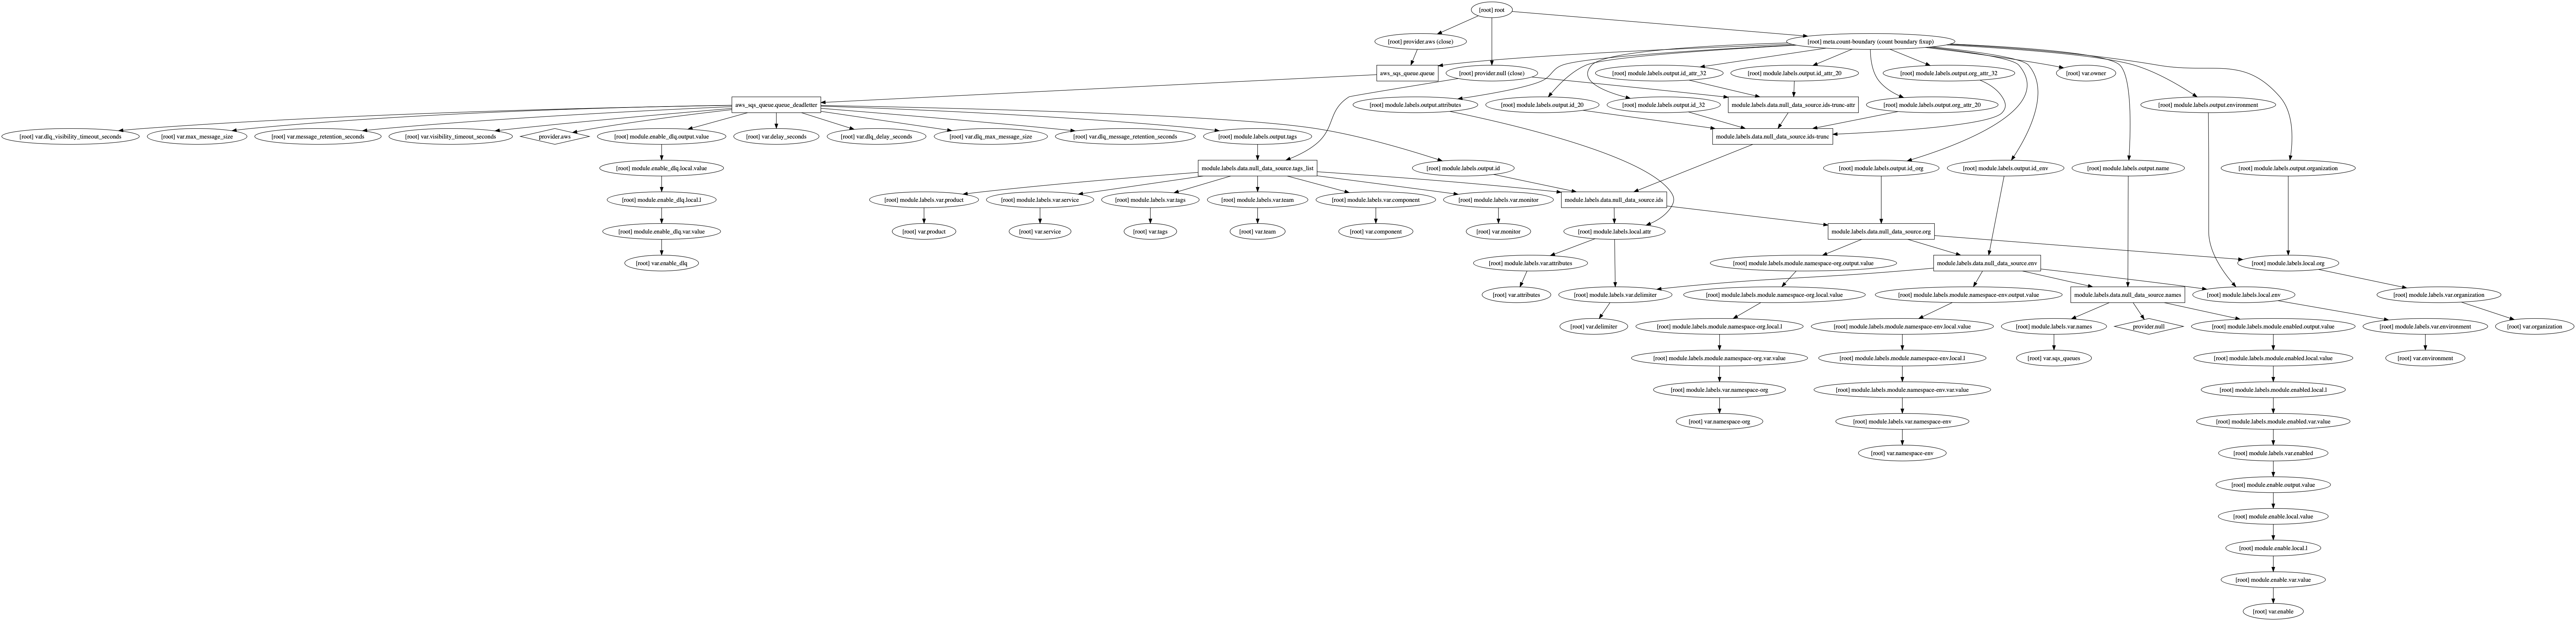 [root] root
[root] provider.aws (close)
[root] meta.count-boundary (count boundary fixup)
aws_sqs_queue.queue
[root] provider.null (close)
[root] module.labels.output.id_attr_32
[root] module.labels.output.id_attr_20
[root] module.labels.output.org_attr_32
[root] var.owner
aws_sqs_queue.queue_deadletter
[root] module.labels.output.attributes
[root] module.labels.output.id_20
[root] module.labels.output.id_32
module.labels.data.null_data_source.ids-trunc-attr
[root] module.labels.output.org_attr_20
[root] module.labels.output.environment
[root] var.dlq_visibility_timeout_seconds
[root] var.max_message_size
[root] var.message_retention_seconds
[root] var.visibility_timeout_seconds
provider.aws
[root] module.enable_dlq.output.value
[root] var.delay_seconds
[root] var.dlq_delay_seconds
[root] var.dlq_max_message_size
[root] var.dlq_message_retention_seconds
[root] module.labels.output.tags
module.labels.data.null_data_source.ids-trunc
[root] module.enable_dlq.local.value
module.labels.data.null_data_source.tags_list
[root] module.labels.output.id
[root] module.labels.output.id_org
[root] module.labels.output.id_env
[root] module.labels.output.name
[root] module.labels.output.organization
[root] module.enable_dlq.local.l
[root] module.labels.var.product
[root] module.labels.var.service
[root] module.labels.var.tags
[root] module.labels.var.team
[root] module.labels.var.component
[root] module.labels.var.monitor
module.labels.data.null_data_source.ids
[root] module.enable_dlq.var.value
[root] var.product
[root] var.service
[root] var.tags
[root] var.team
[root] var.component
[root] var.monitor
[root] module.labels.local.attr
module.labels.data.null_data_source.org
[root] var.enable_dlq
[root] module.labels.var.attributes
[root] module.labels.module.namespace-org.output.value
module.labels.data.null_data_source.env
[root] module.labels.local.org
[root] var.attributes
[root] module.labels.var.delimiter
[root] module.labels.module.namespace-org.local.value
[root] module.labels.module.namespace-env.output.value
module.labels.data.null_data_source.names
[root] module.labels.local.env
[root] module.labels.var.organization
[root] var.delimiter
[root] module.labels.module.namespace-org.local.l
[root] module.labels.module.namespace-env.local.value
[root] module.labels.var.names
provider.null
[root] module.labels.module.enabled.output.value
[root] module.labels.var.environment
[root] var.organization
[root] module.labels.module.namespace-org.var.value
[root] module.labels.module.namespace-env.local.l
[root] var.sqs_queues
[root] module.labels.module.enabled.local.value
[root] var.environment
[root] module.labels.var.namespace-org
[root] module.labels.module.namespace-env.var.value
[root] module.labels.module.enabled.local.l
[root] var.namespace-org
[root] module.labels.var.namespace-env
[root] module.labels.module.enabled.var.value
[root] var.namespace-env
[root] module.labels.var.enabled
[root] module.enable.output.value
[root] module.enable.local.value
[root] module.enable.local.l
[root] module.enable.var.value
[root] var.enable